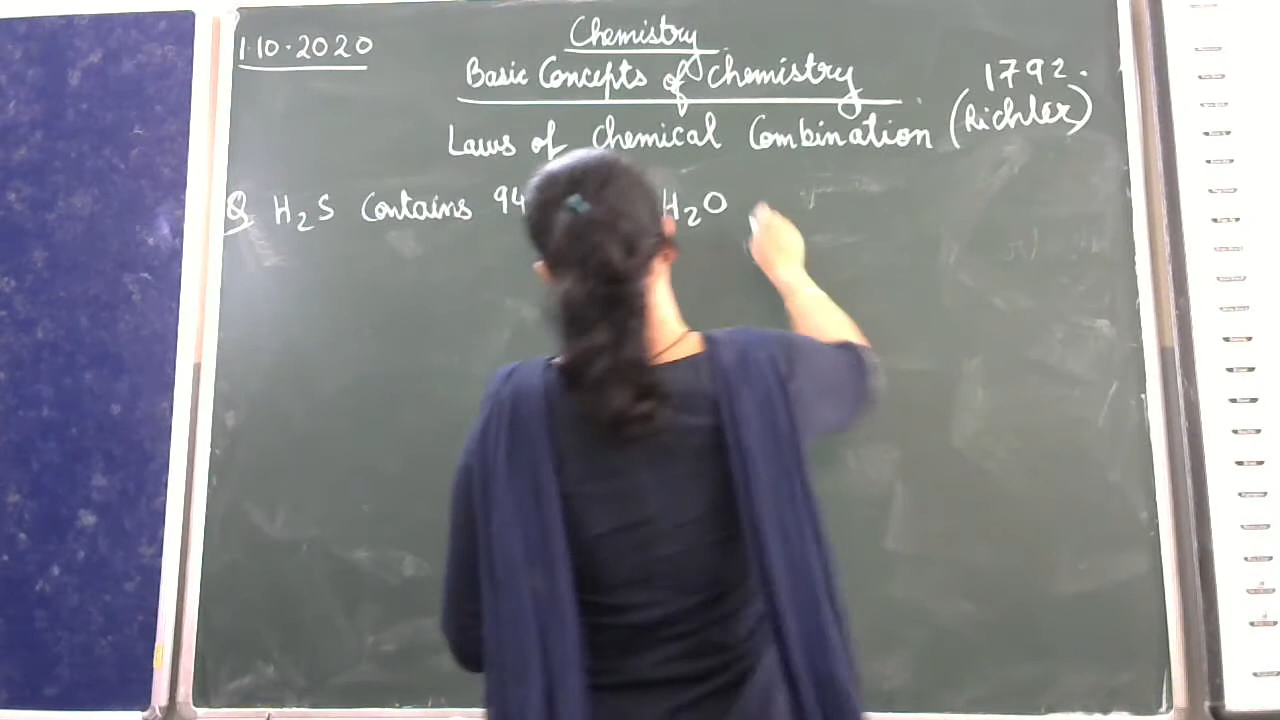 1.10.2020
Chemistry
Basic Concepts of Chemistry
1792.
Laws of Chemical Combination (Richter)
Q H₂S Contains 94 H₂O